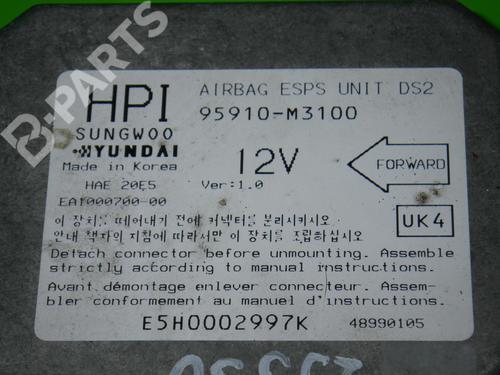 B-PARTS
HPI
AIRBAG ESPS UNIT DS2
95910-M3100
SUNGWOO
HYUNDAI
Made in Korea
12V
FORWARD
HAE 20E5
Ver:1.0
EA1000700-00
UK4
이 장치를 떼어내기 전에 커넥터를 분리시키시오
안내 책자의 지침에 따라서만 이 장치를 조립하십시오
Detach connector before unmounting. Assemble
strictly according to manual instructions.
Avant démontage enlever connecteur. Assem-
bler conformement au manuel d'instructions.
E5H0002997K
48990105